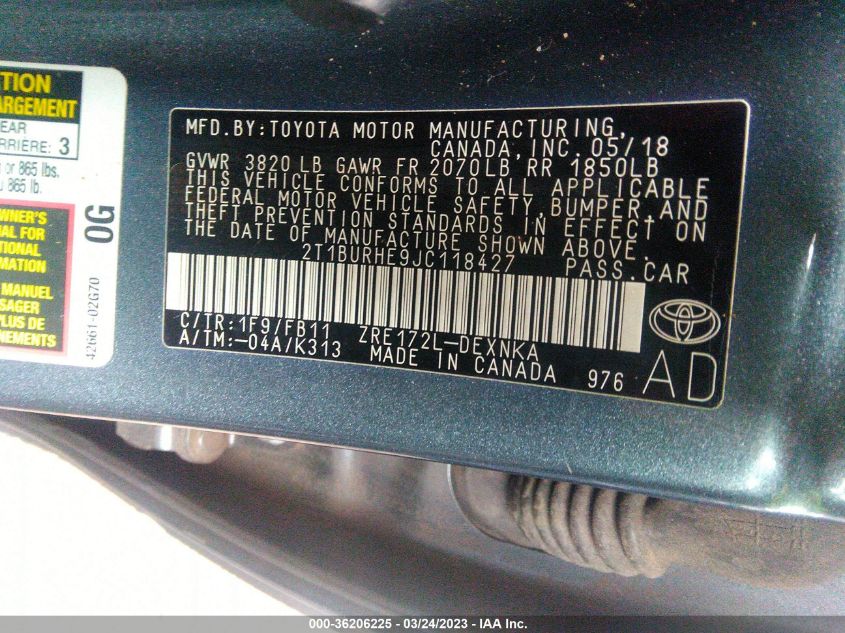 TION
ARGEMENT
EAR
RRIERE: 3
or 865 lbs.
865 lb.
WNER'S
AL FOR
TIONAL
RMATION
MANUEL
SAGER
PLUS DE
NEMENTS
0G
42661-02G70
MFD.BY:TOYOTA MOTOR MANUFACTURING,
CANADA, INC. 05/18
GVWR 3820 LB GAWR FR 2070LB RR 1850LB
THIS VEHICLE CONFORMS TO ALL APPLICABLE
FEDERAL MOTOR VEHICLE SAFETY, BUMPER, AND
THEFT PREVENTION STANDARDS IN EFFECT ON
THE DATE OF MANUFACTURE SHOWN ABOVE.
2T1BURHE9JC118427 PASS.CAR
C/TR:1F9/FB11 ZRE172L-DEXNKA
A/TM:-04A/K313 MADE IN CANADA 976 AD
000-36206225 - 03/24/2023 - IAA Inc.